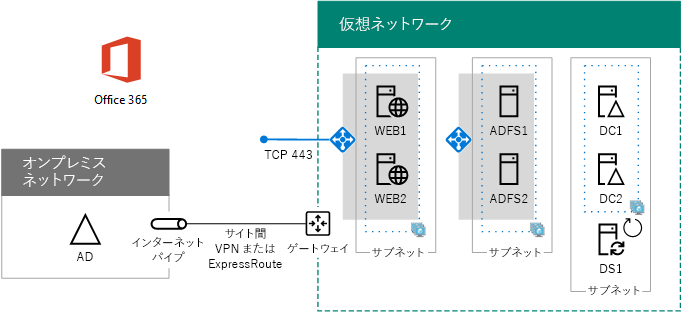 仮想ネットワーク
Office 365
TCP 443
WEB1
WEB2
サブネット
ADFS1
ADFS2
サブネット
DC1
DC2
DS1
サブネット
オンプレミス
ネットワーク
AD
インターネット
パイプ
サイト間
VPN または
ExpressRoute
ゲートウェイ